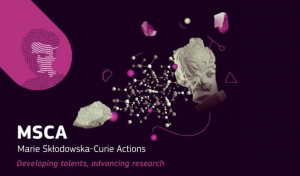 MSCA
Marie Skłodowska-Curie Actions
Developing talents, advancing research